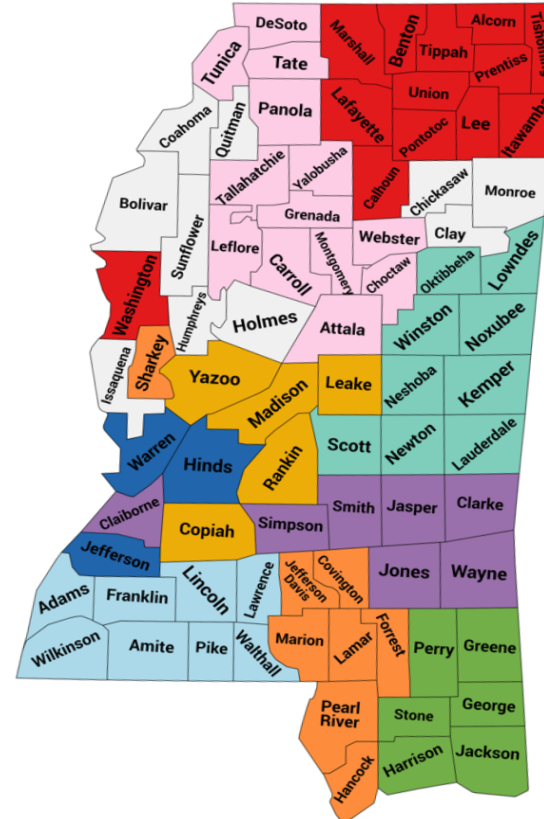 DeSoto
Marshall
Benton
Alcorn
Tippah
Prentiss
Tunica
Tate
Panola
Lafayette
Union
Pontotoc
Lee
Coahoma
Quitman
Tallahatchie
Yalobusha
Calhoun
Chickasaw
Monroe
Bolivar
Sunflower
Leflore
Grenada
Carroll
Montgomery
Webster
Choctaw
Clay
Oktibbeha
Lowndes
Washington
Humphreys
Holmes
Attala
Winston
Noxubee
Issaquena
Sharkey
Yazoo
Madison
Leake
Neshoba
Kemper
Warren
Hinds
Rankin
Scott
Newton
Lauderdale
Claiborne
Copiah
Simpson
Smith
Jasper
Clarke
Jefferson
Adams
Franklin
Lincoln
Lawrence
Jefferson
Davis
Covington
Jones
Wayne
Wilkinson
Amite
Pike
Walthall
Marion
Lamar
Forrest
Perry
Greene
Pearl
River
Stone
George
Hancock
Harrison
Jackson